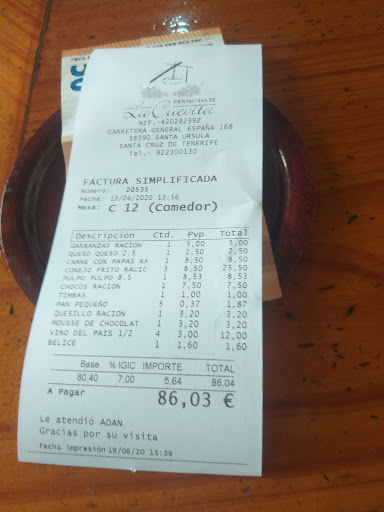 RESTAURANTE
La Cuevita
NIF.-42028259Z
CARRETERA GENERAL ESPAÑA 168
38390 SANTA URSULA
SANTA CRUZ DE TENERIFE
Tel.- 922300130
FACTURA SIMPLIFICADA
Número: 20535
Fecha: 19/06/2020 13:56
Mesa: C 12 (Comedor)
Descripción Ctd. Pvp Total
GARBANZAS RACION 1 5,00 5,00
QUESO QUESO 2.5 1 2,50 2,50
CARNE CON PAPAS RA 1 8,50 8,50
CONEJO FRITO RACIC 3 8,50 25,50
PULPO PULPO 8.5 1 8,53 8,53
CHOCOS RACION 1 7,50 7,50
TIMBAS 1 1,00 1,00
PAN PEQUEÑO 5 0,37 1,87
QUESILLO RACION 1 3,20 3,20
MOUSSE DE CHOCOLAT 1 3,20 3,20
VINO DEL PAIS 1/2 4 3,00 12,00
BELICE 1 1,60 1,60
Base % IGIC IMPORTE TOTAL
80,40 7,00 5,64 86,04
A Pagar 86,03 €
Le atendió ADAN
Gracias por su visita
Fecha impresión 19/06/20 15:39